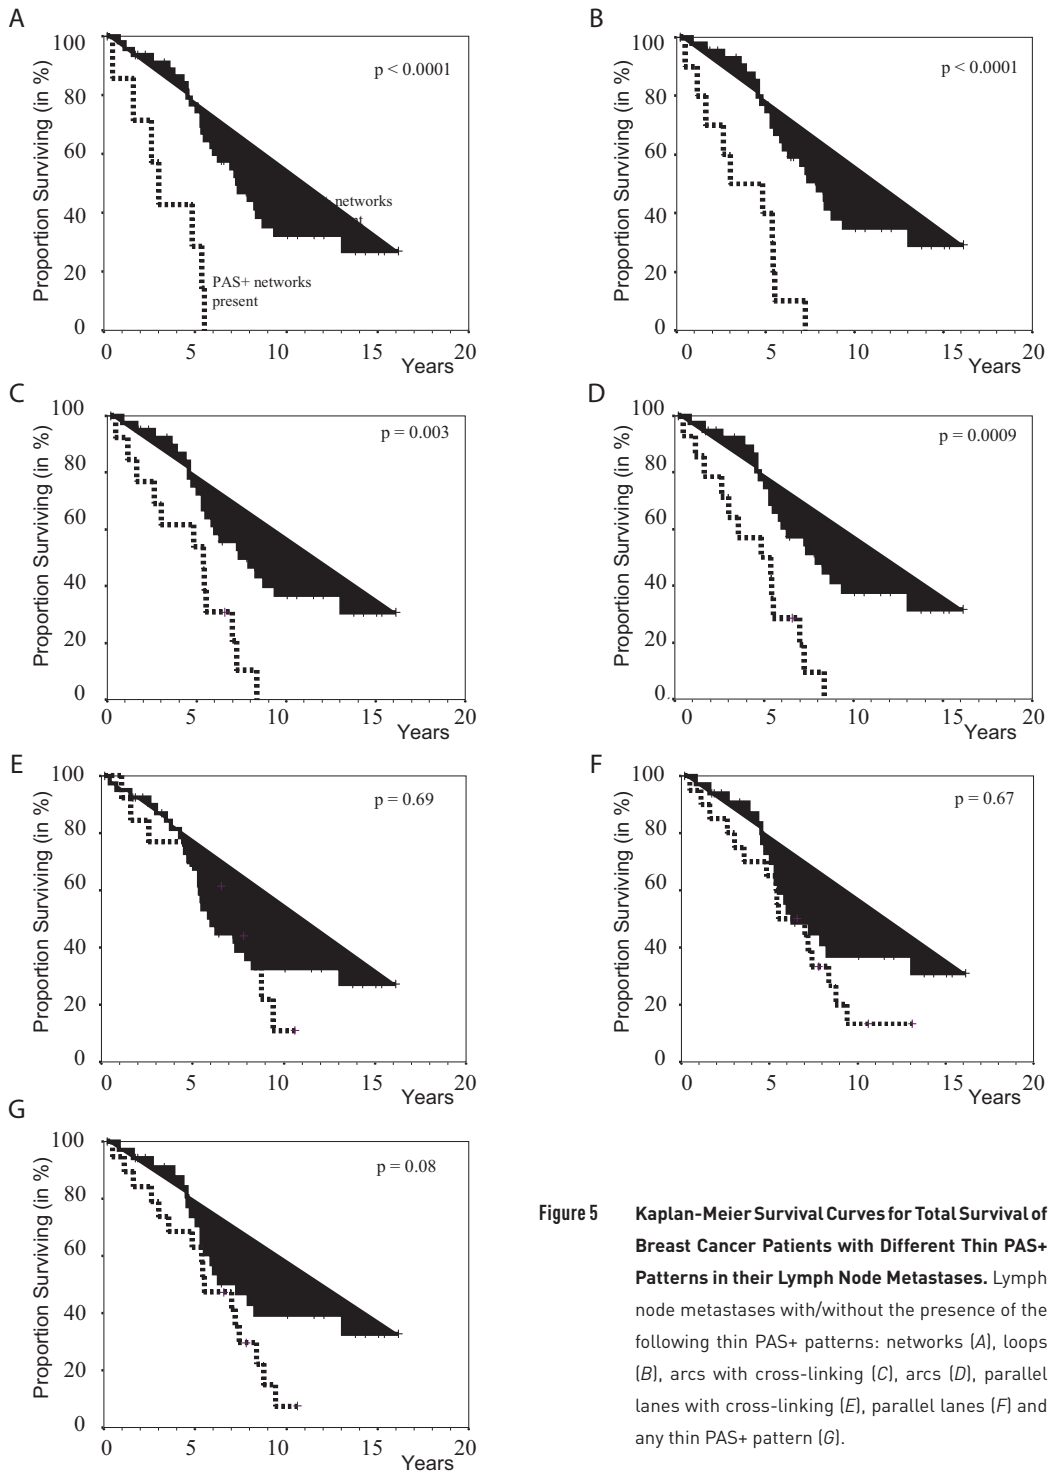 A
100
80
60
40
20
0
Proportion Surviving (in %)
p < 0.0001
networks
PAS+ networks
present
0 5 10 15 20
Years
B
100
80
60
40
20
0
Proportion Surviving (in %)
p < 0.0001
0 5 10 15 20
Years
C
100
80
60
40
20
0
Proportion Surviving (in %)
p = 0.003
0 5 10 15 20
Years
D
100
80
60
40
20
0
Proportion Surviving (in %)
p = 0.0009
0 5 10 15 20
Years
E
100
80
60
40
20
0
Proportion Surviving (in %)
p = 0.69
0 5 10 15 20
Years
F
100
80
60
40
20
0
Proportion Surviving (in %)
p = 0.67
0 5 10 15 20
Years
G
100
80
60
40
20
0
Proportion Surviving (in %)
p = 0.08
0 5 10 15 20
Years
Figure 5 Kaplan-Meier Survival Curves for Total Survival of
Breast Cancer Patients with Different Thin PAS+
Patterns in their Lymph Node Metastases. Lymph
node metastases with/without the presence of the
following thin PAS+ patterns: networks (A), loops
(B), arcs with cross-linking (C), arcs (D), parallel
lanes with cross-linking (E), parallel lanes (F) and
any thin PAS+ pattern (G).